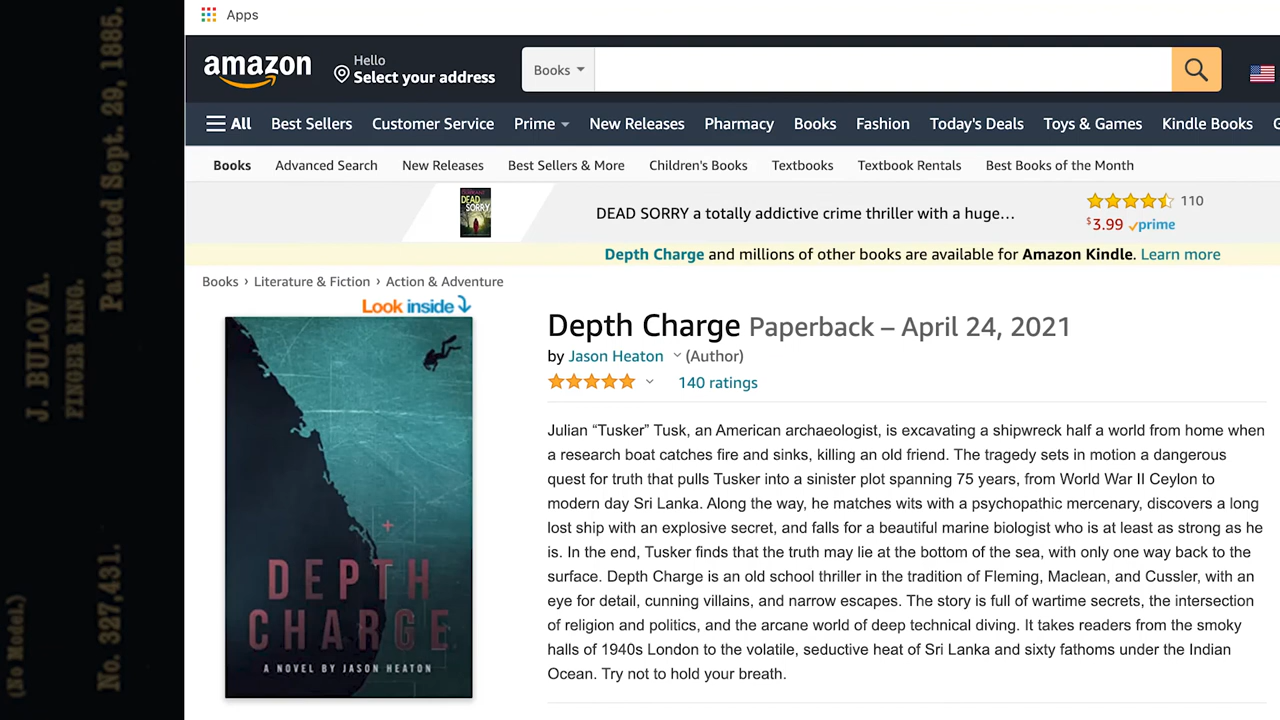 Apps
amazon
Hello
Select your address
Books
All Best Sellers Customer Service Prime New Releases Pharmacy Books Fashion Today's Deals Toys & Games Kindle Books
Books Advanced Search New Releases Best Sellers & More Children's Books Textbooks Textbook Rentals Best Books of the Month
DEAD SORRY
DEAD SORRY a totally addictive crime thriller with a huge…
110
$3.99 prime
Depth Charge and millions of other books are available for Amazon Kindle. Learn more
Books › Literature & Fiction › Action & Adventure
Look inside
Depth Charge Paperback – April 24, 2021
by Jason Heaton (Author)
140 ratings
Julian “Tusker” Tusk, an American archaeologist, is excavating a shipwreck half a world from home when
a research boat catches fire and sinks, killing an old friend. The tragedy sets in motion a dangerous
quest for truth that pulls Tusker into a sinister plot spanning 75 years, from World War II Ceylon to
modern day Sri Lanka. Along the way, he matches wits with a psychopathic mercenary, discovers a long
lost ship with an explosive secret, and falls for a beautiful marine biologist who is at least as strong as he
is. In the end, Tusker finds that the truth may lie at the bottom of the sea, with only one way back to the
surface. Depth Charge is an old school thriller in the tradition of Fleming, Maclean, and Cussler, with an
eye for detail, cunning villains, and narrow escapes. The story is full of wartime secrets, the intersection
of religion and politics, and the arcane world of deep technical diving. It takes readers from the smoky
halls of 1940s London to the volatile, seductive heat of Sri Lanka and sixty fathoms under the Indian
Ocean. Try not to hold your breath.
DEPTH
CHARGE
A NOVEL BY JASON HEATON
(No Model.)
J. BULOVA.
FINGER RING.
No. 327,431.
Patented Sept. 29, 1885.